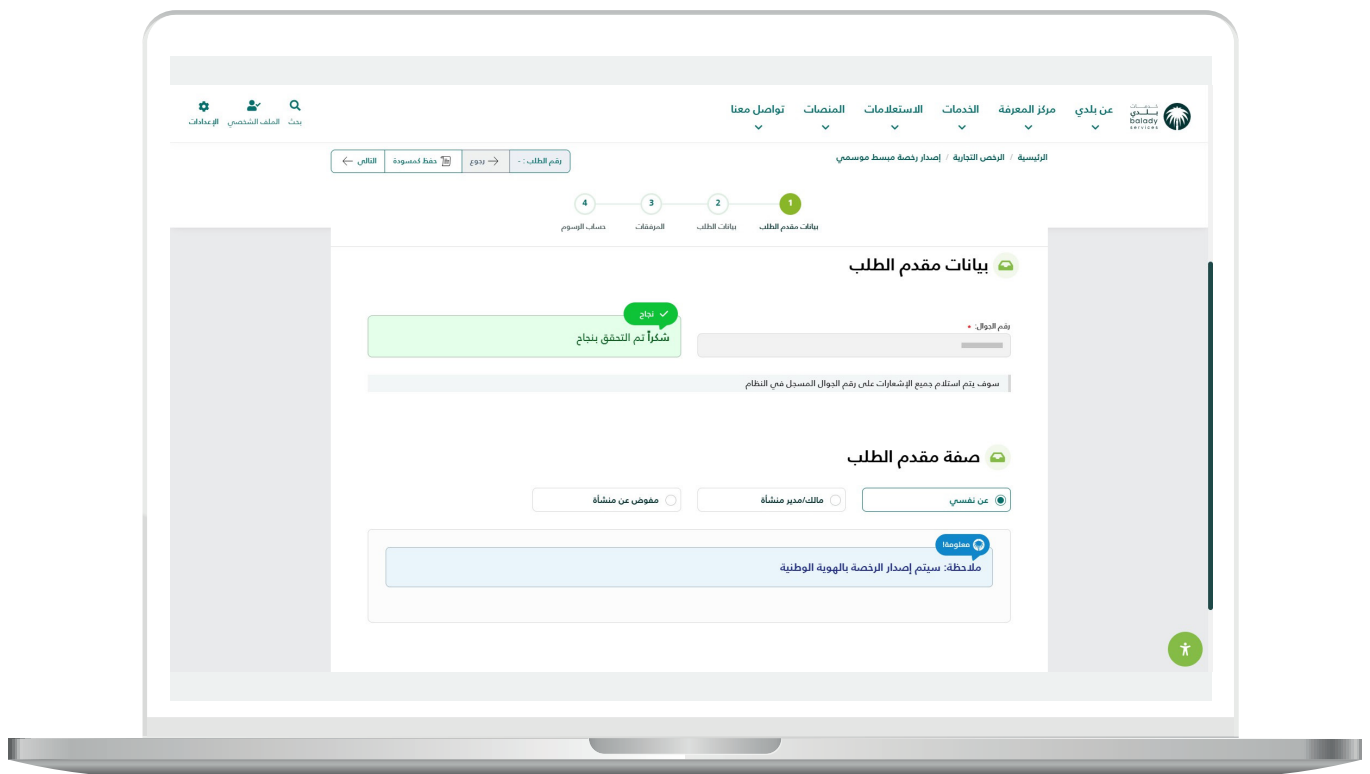 خدمات
بلدي
balady
services
عن بلدي
مركز المعرفة
الخدمات
الاستعلامات
المنصات
تواصل معنا
بحث
الملف الشخصي
الإعدادات
الرئيسية / الرخص التجارية / إصدار رخصة مبسط موسمي
رقم الطلب : -
رجوع
حفظ كمسودة
التالي
1
2
3
4
بيانات مقدم الطلب
بيانات الطلب
المرفقات
حساب الرسوم
بيانات مقدم الطلب
رقم الجوال:
نجاح
شكراً تم التحقق بنجاح
سوف يتم استلام جميع الإشعارات على رقم الجوال المسجل في النظام
صفة مقدم الطلب
عن نفسي
مالك/مدير منشأة
مفوض عن منشأة
معلومة!
ملاحظة: سيتم إصدار الرخصة بالهوية الوطنية